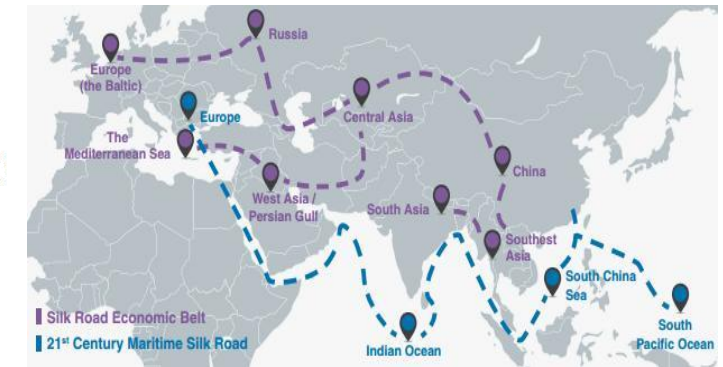 Russia
Europe
(the Baltic)
Europe
Central Asia
The
Mediterranean Sea
China
West Asia /
Persian Gull
South Asia
Southest
Asia
South China
Sea
Silk Road Economic Belt
21st Century Maritime Silk Road
Indian Ocean
South
Pacific Ocean